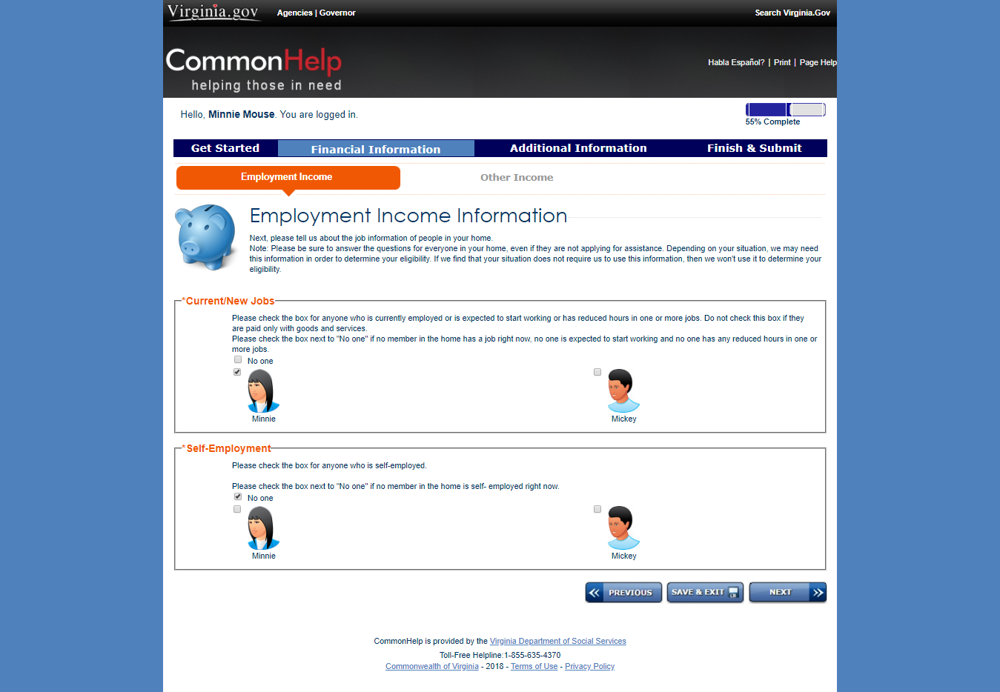 Virginia.gov Agencies | Governor Search Virginia.Gov
CommonHelp
helping those in need
Habla Español? | Print | Page Help
Hello, Minnie Mouse. You are logged in.
55% Complete
Get Started Financial Information Additional Information Finish & Submit
Employment Income Other Income
Employment Income Information
Next, please tell us about the job information of people in your home.
Note: Please be sure to answer the questions for everyone in your home, even if they are not applying for assistance. Depending on your situation, we may need
this information in order to determine your eligibility. If we find that your situation does not require us to use this information, then we won't use it to determine your
eligibility.
*Current/New Jobs
Please check the box for anyone who is currently employed or is expected to start working or has reduced hours in one or more jobs. Do not check this box if they
are paid only with goods and services.
Please check the box next to "No one" if no member in the home has a job right now, no one is expected to start working and no one has any reduced hours in one or
more jobs.
No one
Minnie Mickey
*Self-Employment
Please check the box for anyone who is self-employed.
Please check the box next to "No one" if no member in the home is self- employed right now.
No one
Minnie Mickey
PREVIOUS SAVE & EXIT NEXT
CommonHelp is provided by the Virginia Department of Social Services
Toll-Free Helpline:1-855-635-4370
Commonwealth of Virginia - 2018 - Terms of Use - Privacy Policy